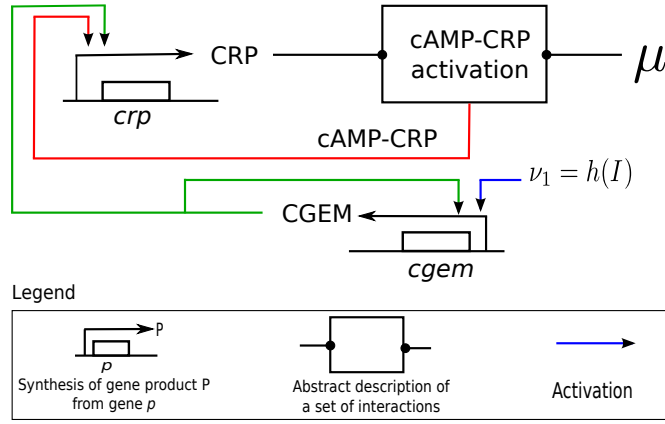 CRP
cAMP-CRP
activation
μ
crp
cAMP-CRP
ν₁ = h(I)
CGEM
cgem
Legend
P
p
Synthesis of gene product P
from gene p
Abstract description of
a set of interactions
Activation